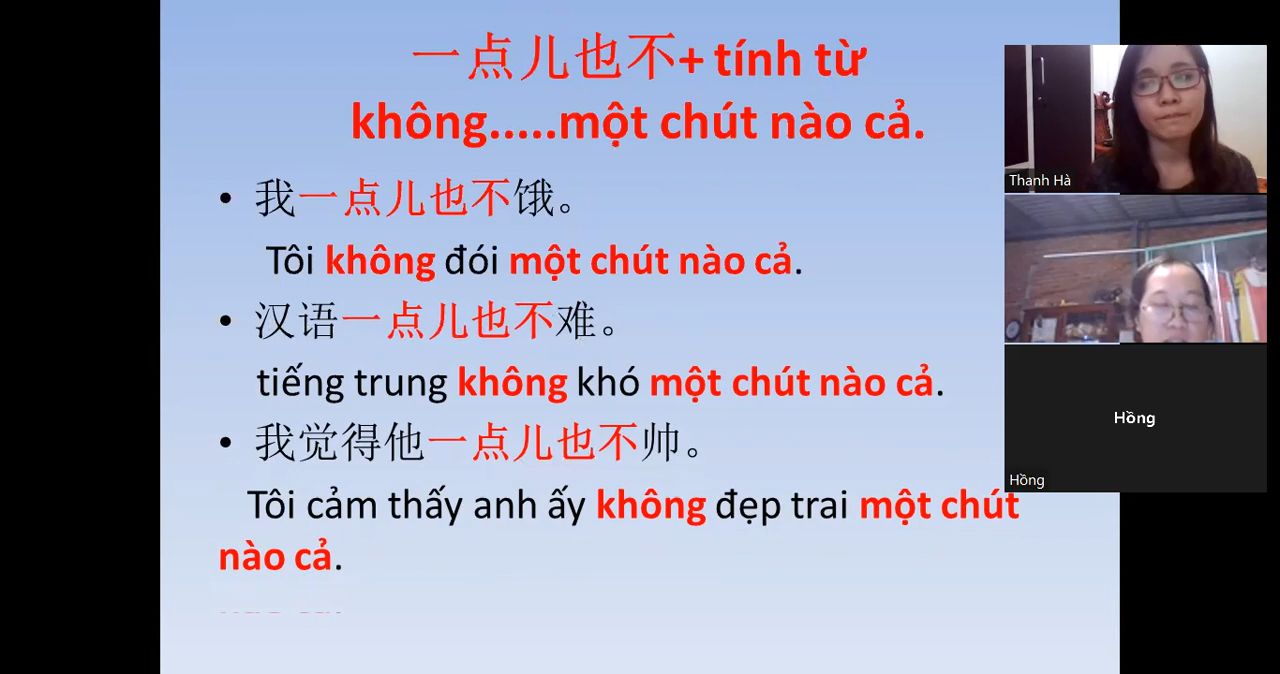 一点儿也不+ tính từ
không.....một chút nào cả.
• 我一点儿也不饿。
Tôi không đói một chút nào cả.
• 汉语一点儿也不难。
tiếng trung không khó một chút nào cả.
• 我觉得他一点儿也不帅。
Tôi cảm thấy anh ấy không đẹp trai một chút
nào cả.
Thanh Hà
Hồng
Hồng